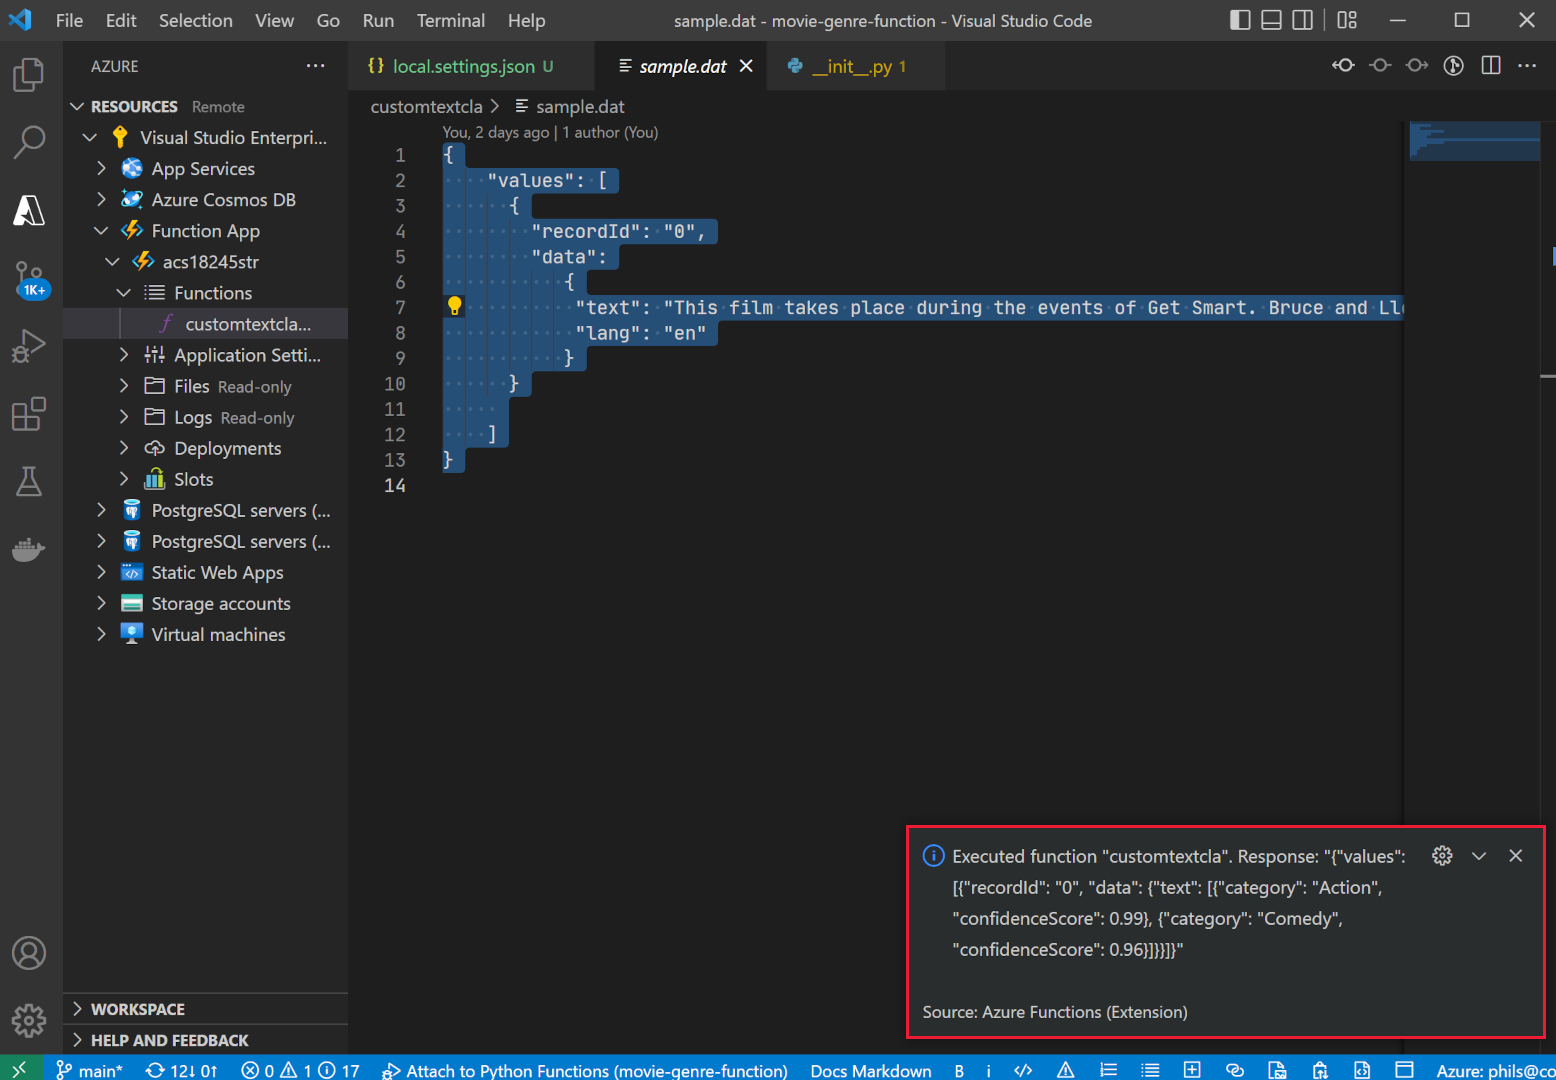 File Edit Selection View Go Run Terminal Help sample.dat - movie-genre-function - Visual Studio Code
AZURE ···
{} local.settings.json U sample.dat __init__.py 1
customtextcla > sample.dat
RESOURCES Remote
Visual Studio Enterpri...
App Services
Azure Cosmos DB
Function App
acs18245str
Functions
customtextcla...
Application Setti...
Files Read-only
Logs Read-only
Deployments
Slots
PostgreSQL servers (...
PostgreSQL servers (...
Static Web Apps
Storage accounts
Virtual machines
WORKSPACE
HELP AND FEEDBACK
1K+
You, 2 days ago | 1 author (You)
1 {
2 "values": [
3 {
4 "recordId": "0",
5 "data":
6 {
7 "text": "This film takes place during the events of Get Smart. Bruce and Ll
8 "lang": "en"
9 }
10 }
11
12 ]
13 }
14
Executed function "customtextcla". Response: "{"values":
[{"recordId": "0", "data": {"text": [{"category": "Action",
"confidenceScore": 0.99}, {"category": "Comedy",
"confidenceScore": 0.96}]}}]}"
Source: Azure Functions (Extension)
main* 12↓ 0↑ 0 1 17 Attach to Python Functions (movie-genre-function) Docs Markdown B i </> Azure: phils@co